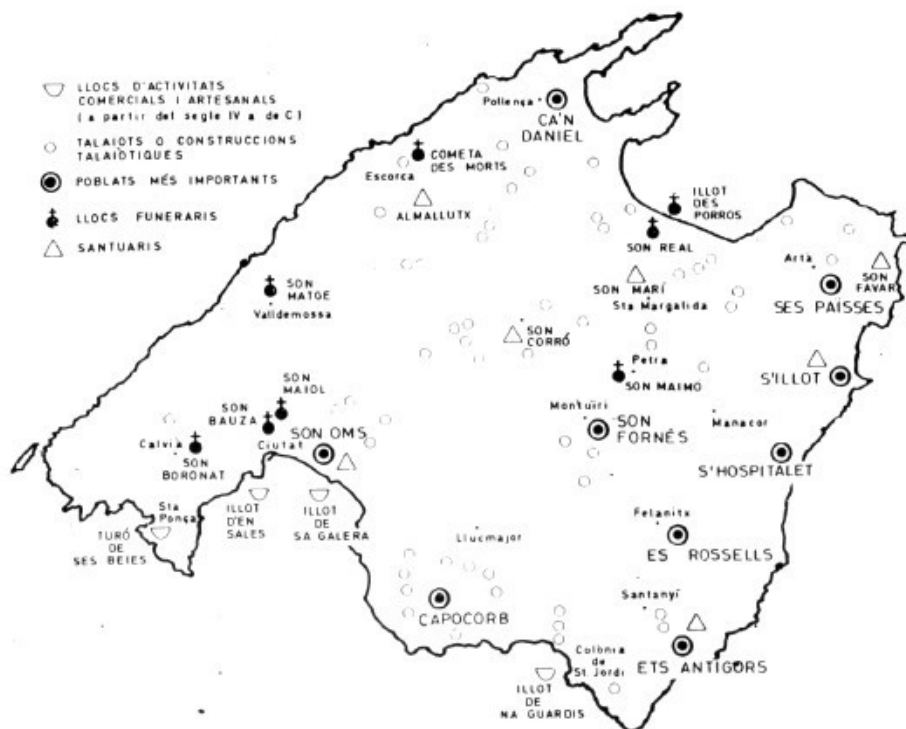 LLOCS D'ACTIVITATS
COMERCIALS I ARTESANALS
(a partir del segle IV a de C)
TALAIOTS O CONSTRUCCIONS
TALAIÒTIQUES
POBLATS MÉS IMPORTANTS
LLOCS FUNERARIS
SANTUARIS
Pollença
CA'N
DANIEL
COMETA
DES MORTS
Escorca
ALMALLUTX
ILLOT
DES
PORROS
SON REAL
SON MARÍ
Sta Margalida
Artà
SON
FAVAR
SES PAÏSSES
SON
MATGE
Valldemossa
SON
CORRÓ
Petra
SON MAIMÓ
S'ILLOT
SON
MAIOL
SON
BAUZA
Ciutat
SON OMS
Calvià
SON
BORONAT
Montuïri
SON
FORNÉS
Manacor
S'HOSPITALET
Sta
Ponça
TURÓ
DE
SES BEIES
ILLOT
D'EN
SALES
ILLOT
DE
SA GALERA
Llucmajor
Felanitx
ES ROSSELLS
CAPOCORB
Santanyí
ETS ANTIGORS
Colònia
de
St. Jordi
ILLOT
DE
NA GUARDIS